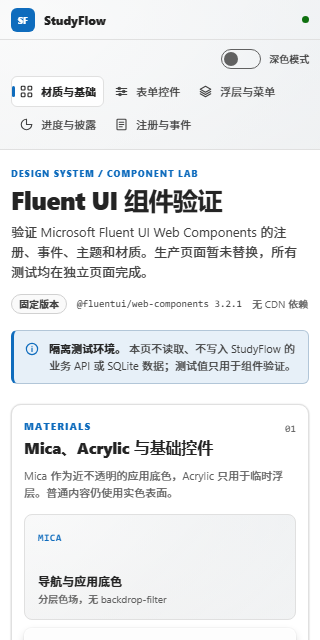 SF StudyFlow
深色模式
材质与基础 表单控件 浮层与菜单
进度与披露 注册与事件
DESIGN SYSTEM / COMPONENT LAB
Fluent UI 组件验证
验证 Microsoft Fluent UI Web Components 的注
册、事件、主题和材质。生产页面暂未替换，所有
测试均在独立页面完成。
固定版本 @fluentui/web-components 3.2.1 无 CDN 依赖
隔离测试环境。 本页不读取、不写入 StudyFlow 的
业务 API 或 SQLite 数据；测试值只用于组件验证。
MATERIALS 01
Mica、Acrylic 与基础控件
Mica 作为近不透明的应用底色，Acrylic 只用于临时浮
层。普通内容仍使用实色表面。
MICA
导航与应用底色
分层色场，无 backdrop-filter